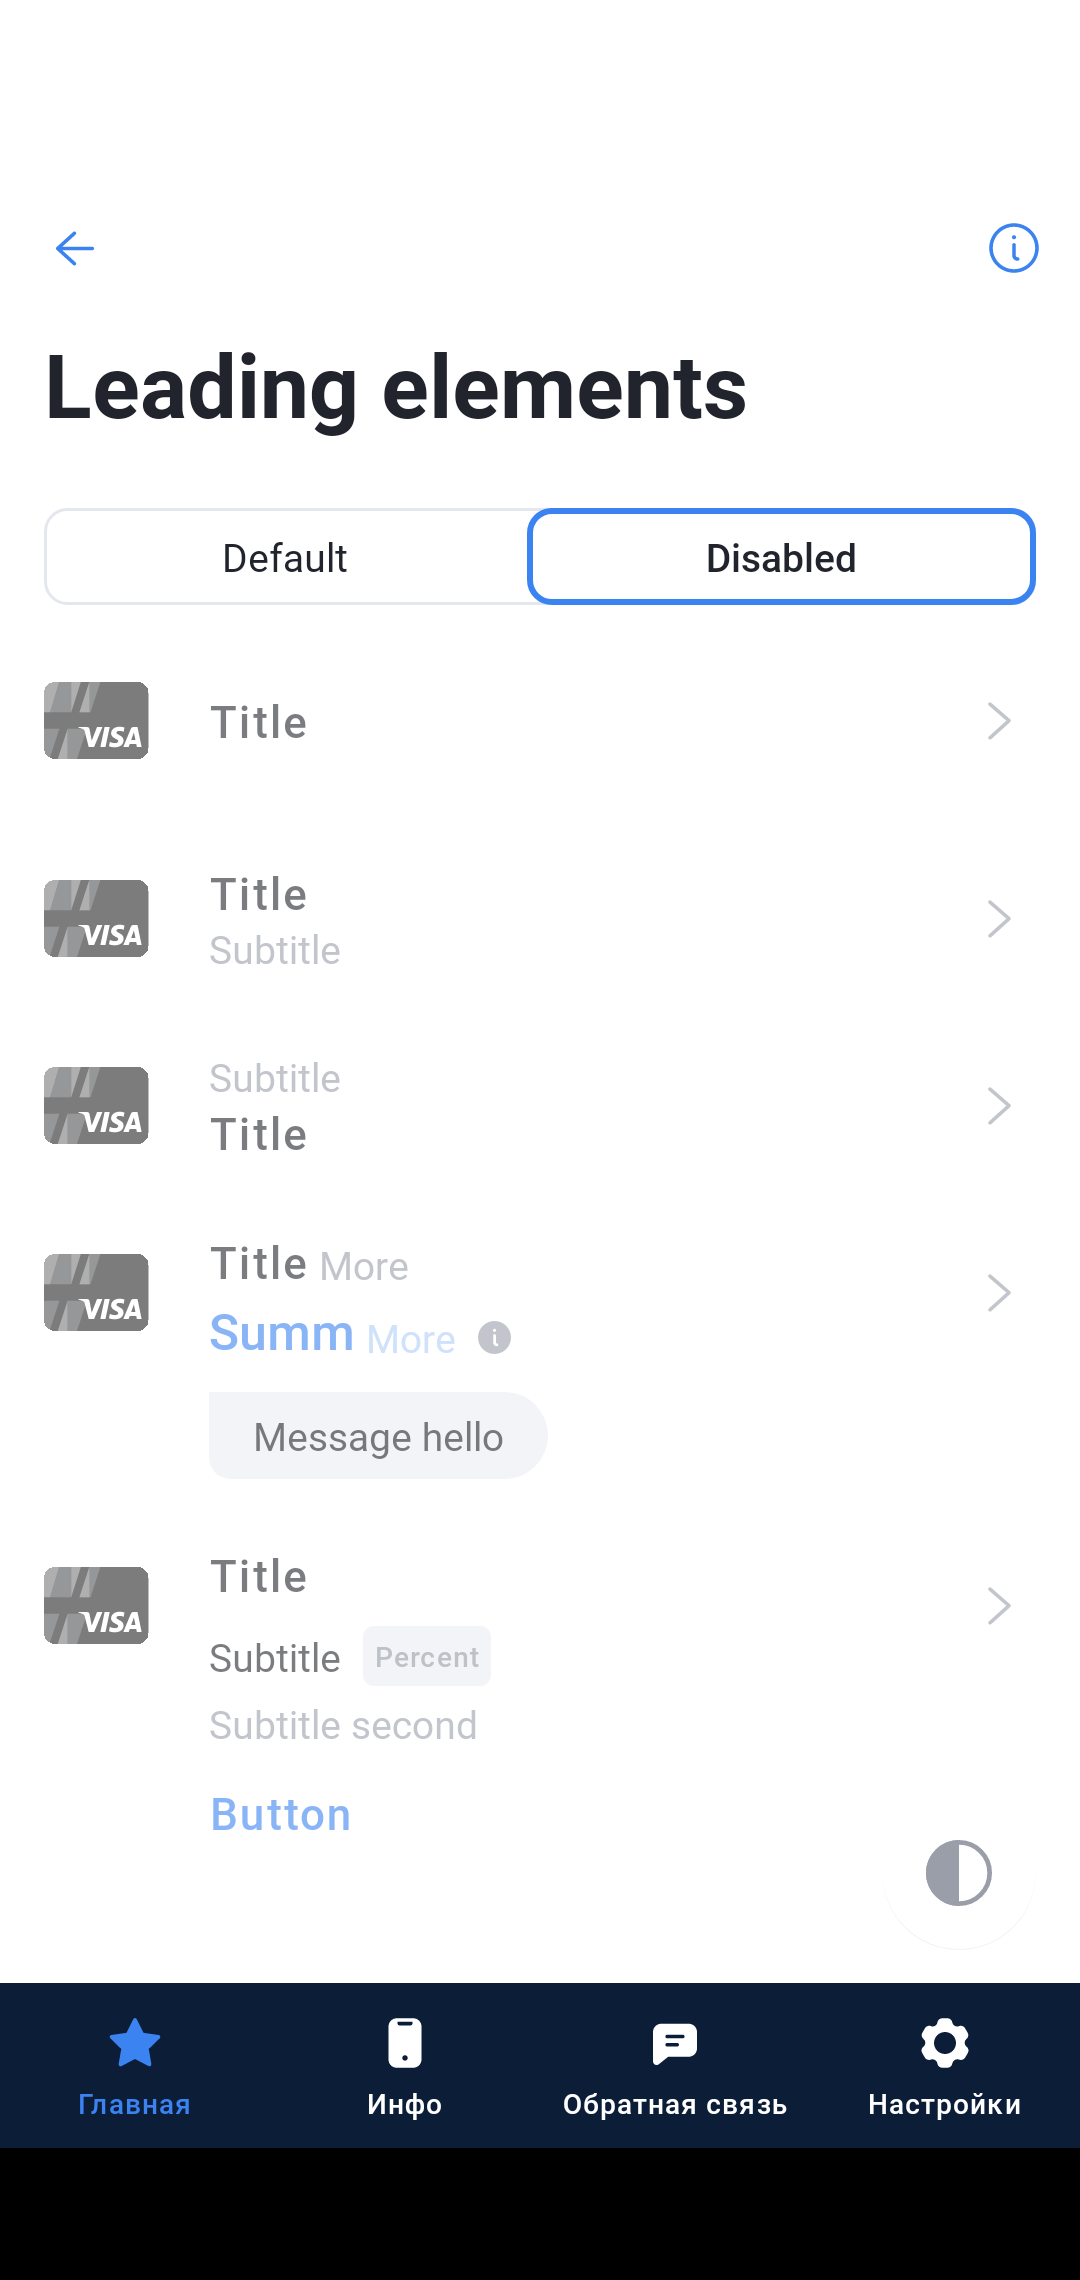 Leading elements
Default Disabled
VISA Title
VISA Title
Subtitle
Subtitle
VISA Title
Title More
VISA Summ More
Message hello
Title
VISA
Subtitle Percent
Subtitle second
Button
Главная Инфо Обратная связь Настройки